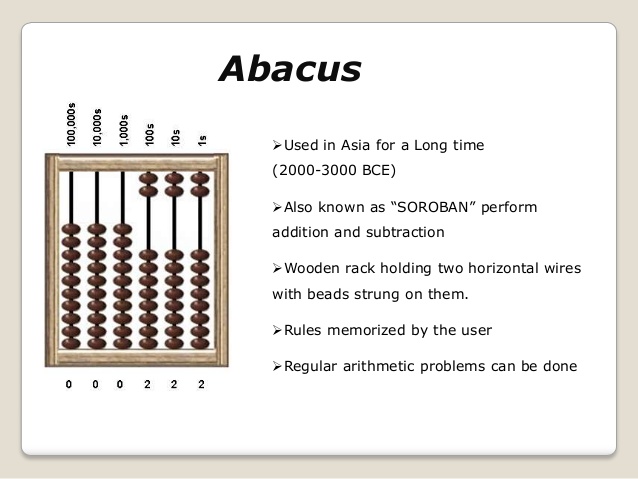 Abacus
100,000s 10,000s 1,000s 100s 10s 1s
➢Used in Asia for a Long time
(2000-3000 BCE)
➢Also known as “SOROBAN” perform
addition and subtraction
➢Wooden rack holding two horizontal wires
with beads strung on them.
➢Rules memorized by the user
➢Regular arithmetic problems can be done
0 0 0 2 2 2